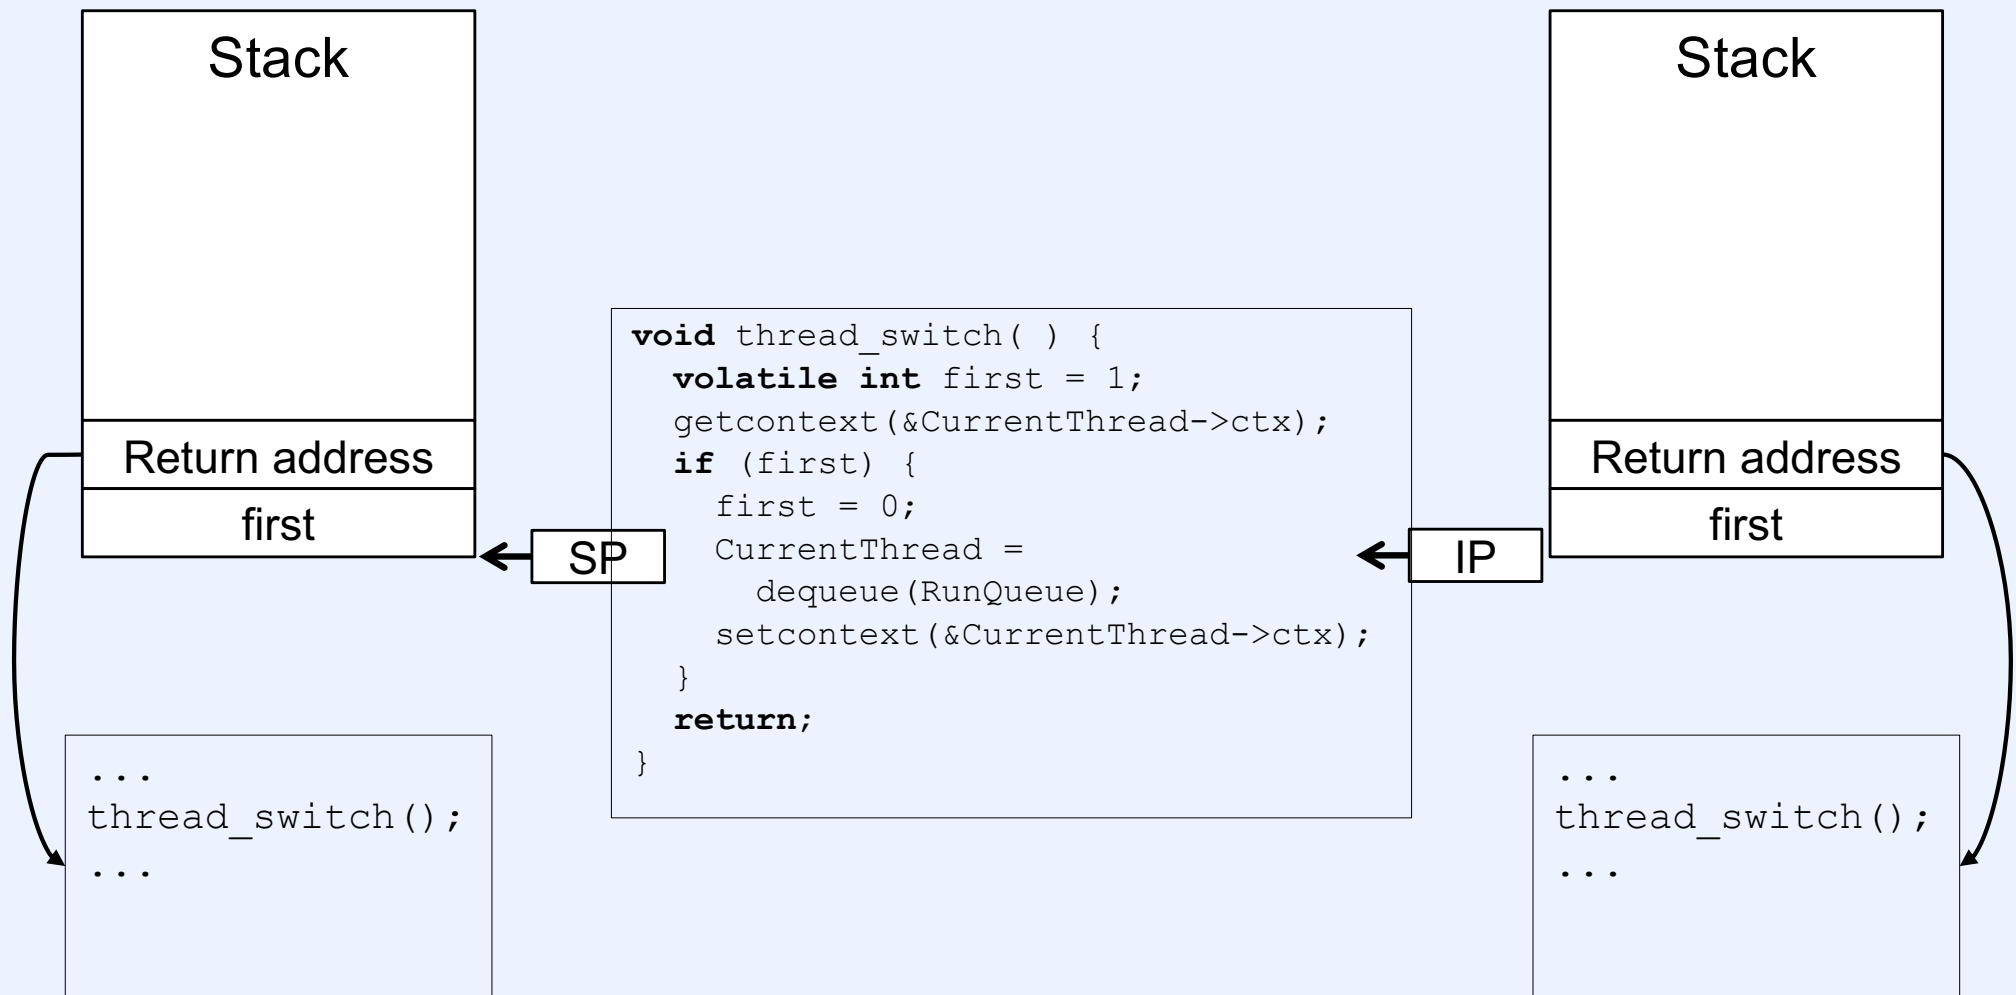 Stack
Return address
first
SP
void thread_switch( ) {
  volatile int first = 1;
  getcontext(&CurrentThread->ctx);
  if (first) {
    first = 0;
    CurrentThread =
      dequeue(RunQueue);
    setcontext(&CurrentThread->ctx);
  }
  return;
}
IP
Stack
Return address
first
...
thread_switch();
...
...
thread_switch();
...